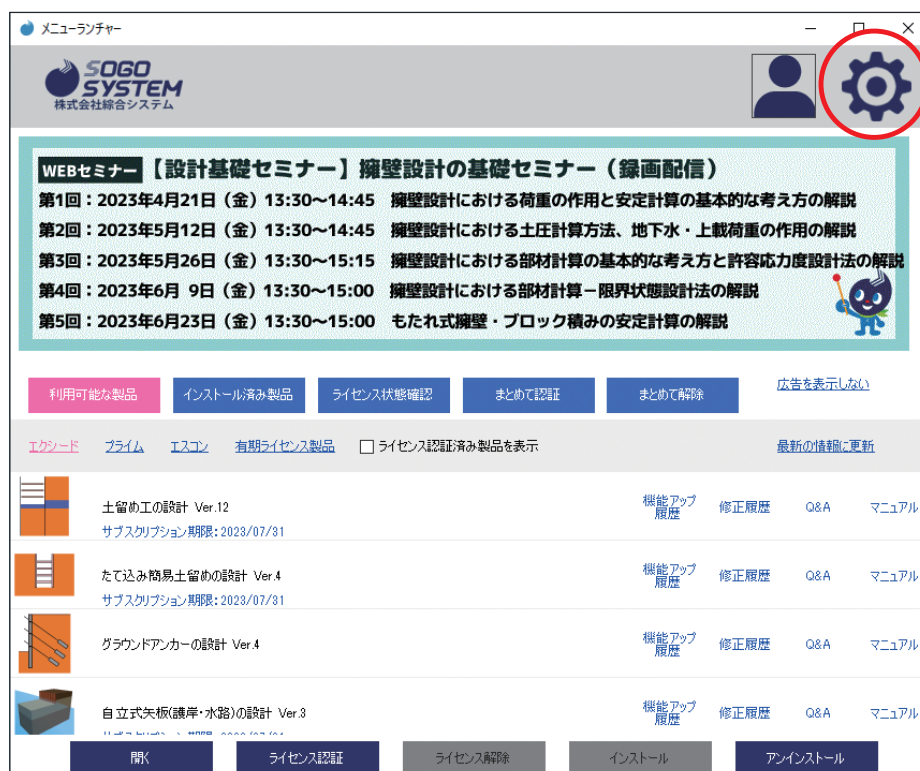 メニューランチャー
SOGO
SYSTEM
株式会社綜合システム
WEBセミナー 【設計基礎セミナー】擁壁設計の基礎セミナー（録画配信）
第1回：2023年4月21日（金）13:30～14:45 擁壁設計における荷重の作用と安定計算の基本的な考え方の解説
第2回：2023年5月12日（金）13:30～14:45 擁壁設計における土圧計算方法、地下水・上載荷重の作用の解説
第3回：2023年5月26日（金）13:30～15:15 擁壁設計における部材計算の基本的な考え方と許容応力度設計法の解説
第4回：2023年6月 9日（金）13:30～15:00 擁壁設計における部材計算－限界状態設計法の解説
第5回：2023年6月23日（金）13:30～15:00 もたれ式擁壁・ブロック積みの安定計算の解説
利用可能な製品 インストール済み製品 ライセンス状態確認 まとめて認証 まとめて解除 広告を表示しない
エクシード プライム エスコン 有期ライセンス製品 ライセンス認証済み製品を表示 最新の情報に更新
土留め工の設計 Ver.12 機能アップ履歴 修正履歴 Q&A マニュアル
サブスクリプション期限：2023/07/31
たて込み簡易土留めの設計 Ver.4 機能アップ履歴 修正履歴 Q&A マニュアル
サブスクリプション期限：2023/07/31
グラウンドアンカーの設計 Ver.4 機能アップ履歴 修正履歴 Q&A マニュアル
自立式矢板(護岸・水路)の設計 Ver.3 機能アップ履歴 修正履歴 Q&A マニュアル
開く ライセンス認証 ライセンス解除 インストール アンインストール